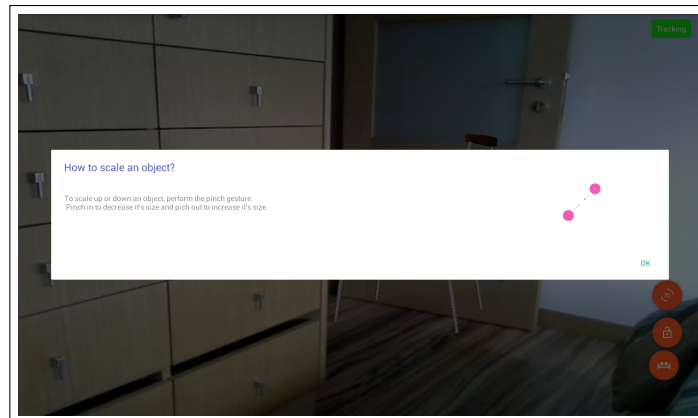 Tracking
How to scale an object?
To scale up or down an object, perform the pinch gesture.
Pinch in to decrease it's size and pich out to increase it's size.
OK
3D